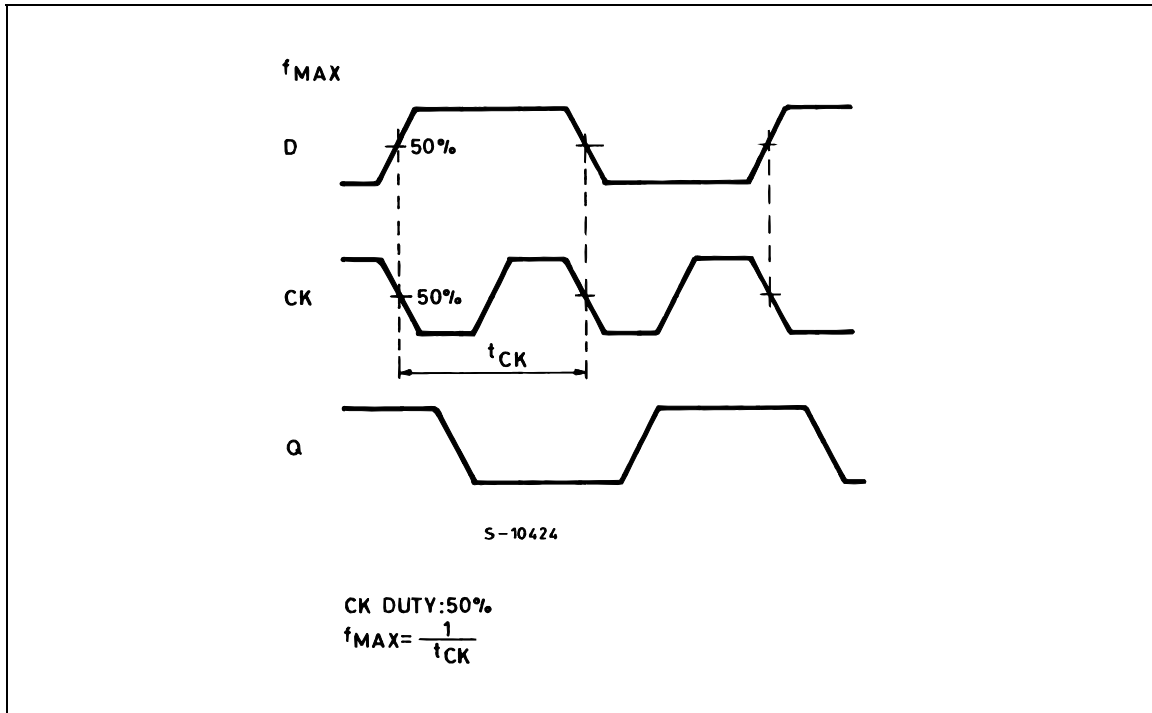 fMAX
D
50%
CK
50%
tCK
Q
S-10424
CK DUTY:50%
fMAX= 1
tCK